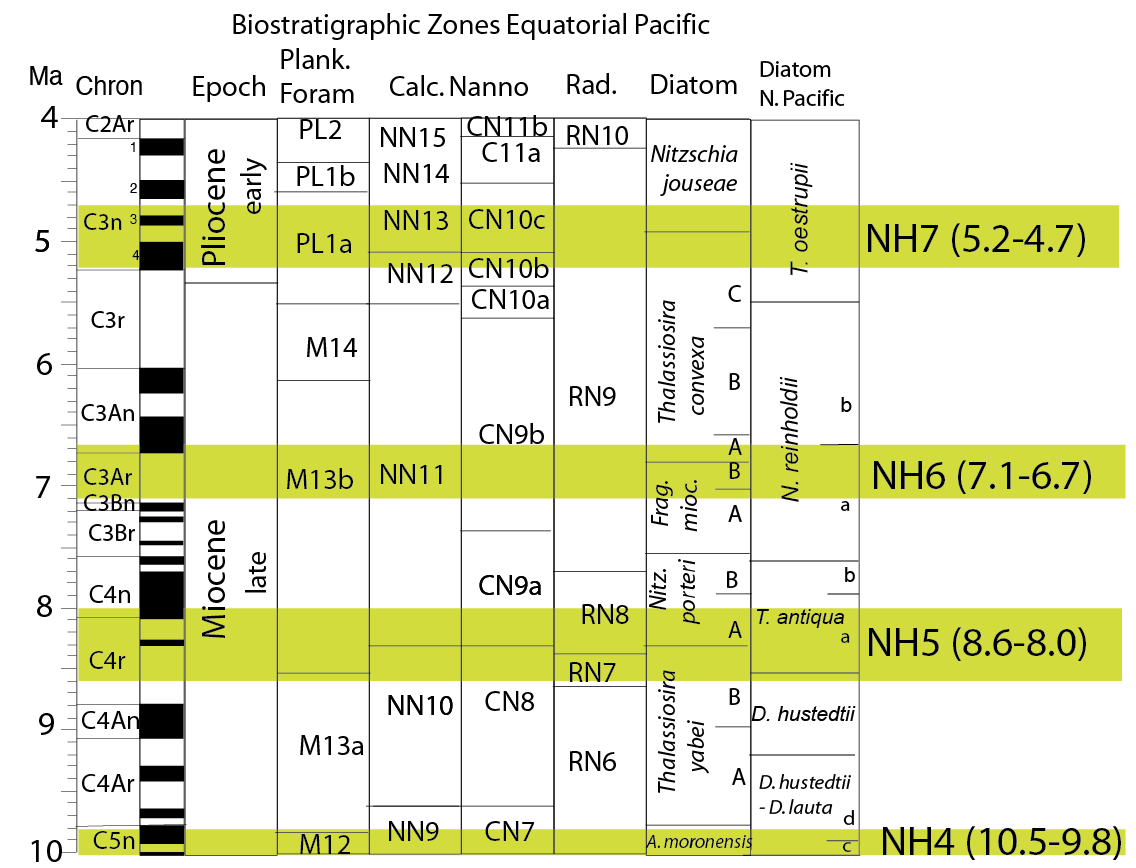 Biostratigraphic Zones Equatorial Pacific
Ma
Chron
Epoch
Plank.
Foram
Calc. Nanno
Rad.
Diatom
Diatom
N. Pacific
4
5
6
7
8
9
10
C2Ar
1
2
C3n 3
4
C3r
C3An
C3Ar
C3Bn
C3Br
C4n
C4r
C4An
C4Ar
C5n
Pliocene
early
Miocene
late
PL2
PL1b
PL1a
M14
M13b
M13a
M12
NN15
NN14
NN13
NN12
NN11
NN10
NN9
CN11b
C11a
CN10c
CN10b
CN10a
CN9b
CN9a
CN8
CN7
RN10
RN9
RN8
RN7
RN6
Nitzschia
jouseae
Thalassiosira
convexa
C
B
A
Frag.
mioc.
B
A
Nitz.
porteri
B
A
Thalassiosira
yabei
B
A
A. moronensis
T. oestrupii
N. reinholdii
b
a
b
T. antiqua
a
D. hustedtii
D. hustedtii
- D. lauta
d
c
NH7 (5.2-4.7)
NH6 (7.1-6.7)
NH5 (8.6-8.0)
NH4 (10.5-9.8)